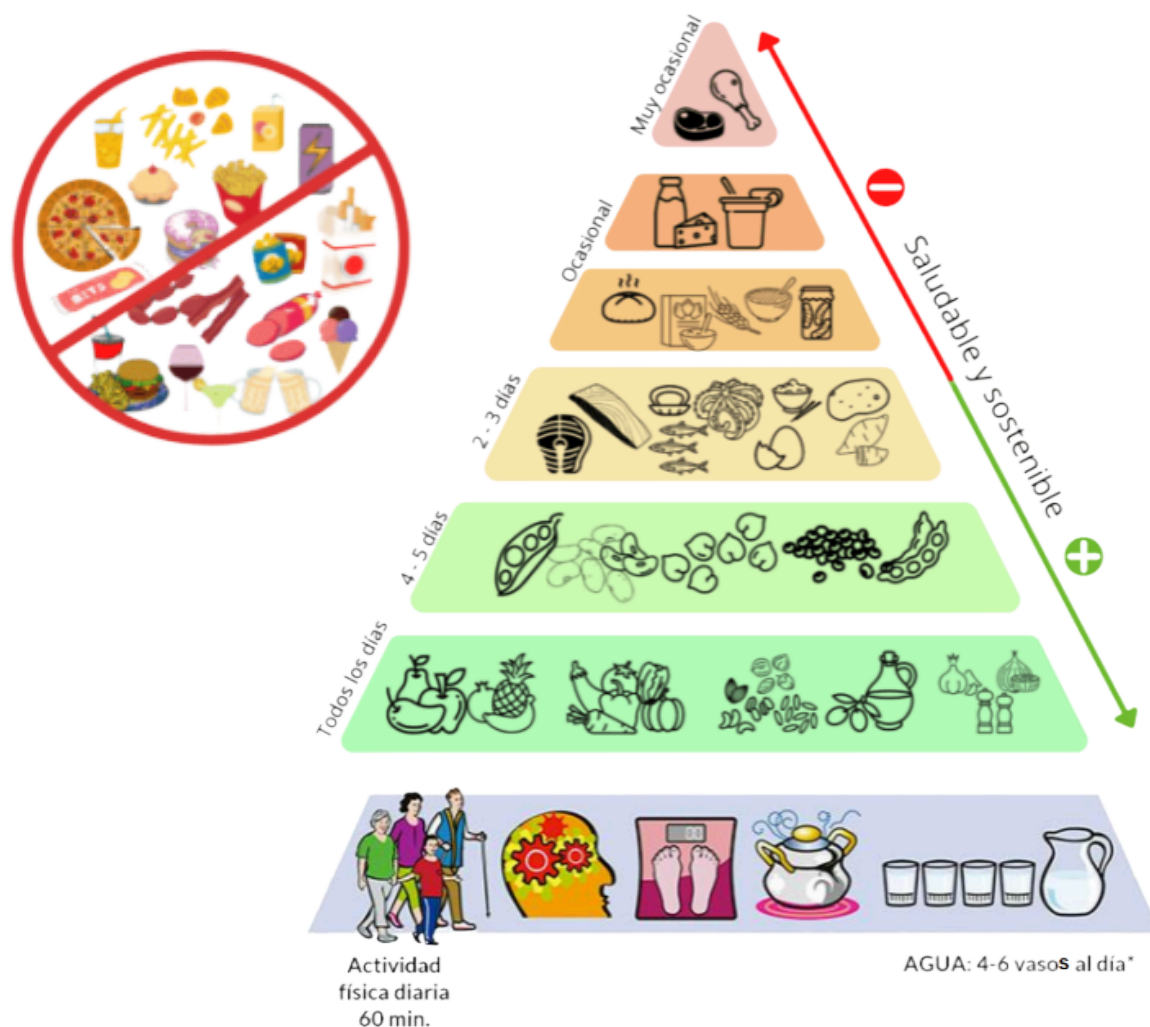 Muy ocasional
Ocasional
2 - 3 días
4 - 5 días
Todos los días
Saludable y sostenible
Actividad
física diaria
60 min.
AGUA: 4-6 vasos al día*